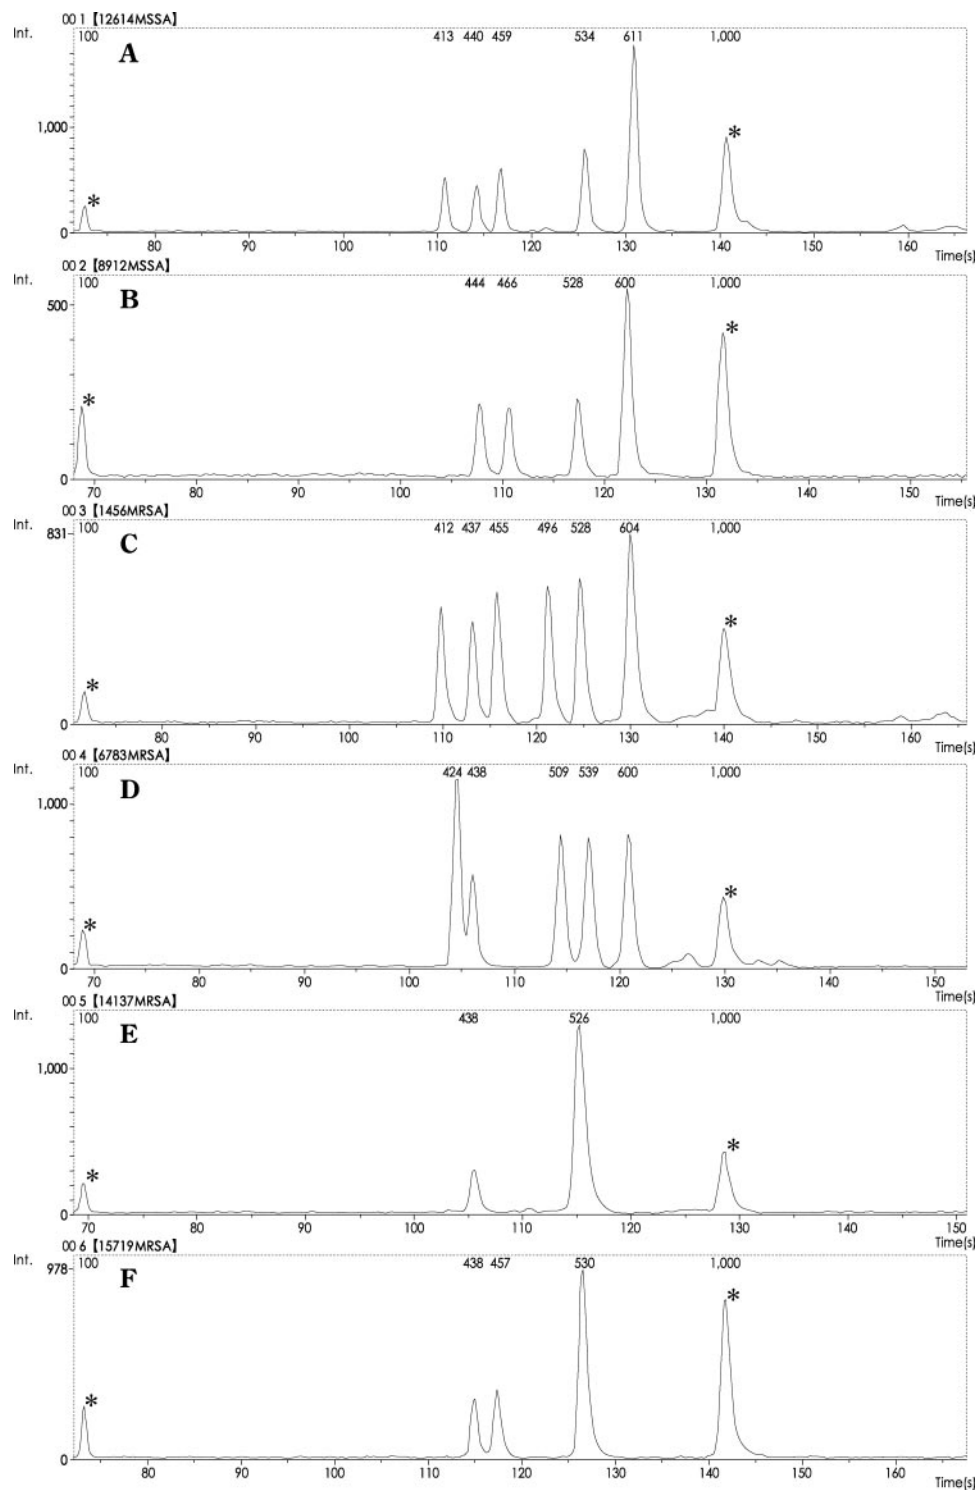 00 1【12614MSSA】
Int. 100 413 440 459 534 611 1,000
A
*
*
1,000
0
80 90 100 110 120 130 140 150 160
Time[s]
00 2【8912MSSA】
Int. 100 444 466 528 600 1,000
B
500
*
*
0
70 80 90 100 110 120 130 140 150
Time[s]
00 3【1456MRSA】
Int. 100 412 437 455 496 528 604 1,000
831
C
*
*
0
80 90 100 110 120 130 140 150 160
Time[s]
00 4【6783MRSA】
Int. 100 424 438 509 539 600 1,000
D
1,000
*
*
0
70 80 90 100 110 120 130 140 150
Time[s]
00 5【14137MRSA】
Int. 100 438 526 1,000
E
1,000
*
*
0
70 80 90 100 110 120 130 140 150
Time[s]
00 6【15719MRSA】
Int. 100 438 457 530 1,000
978
F
*
*
0
80 90 100 110 120 130 140 150 160
Time[s]